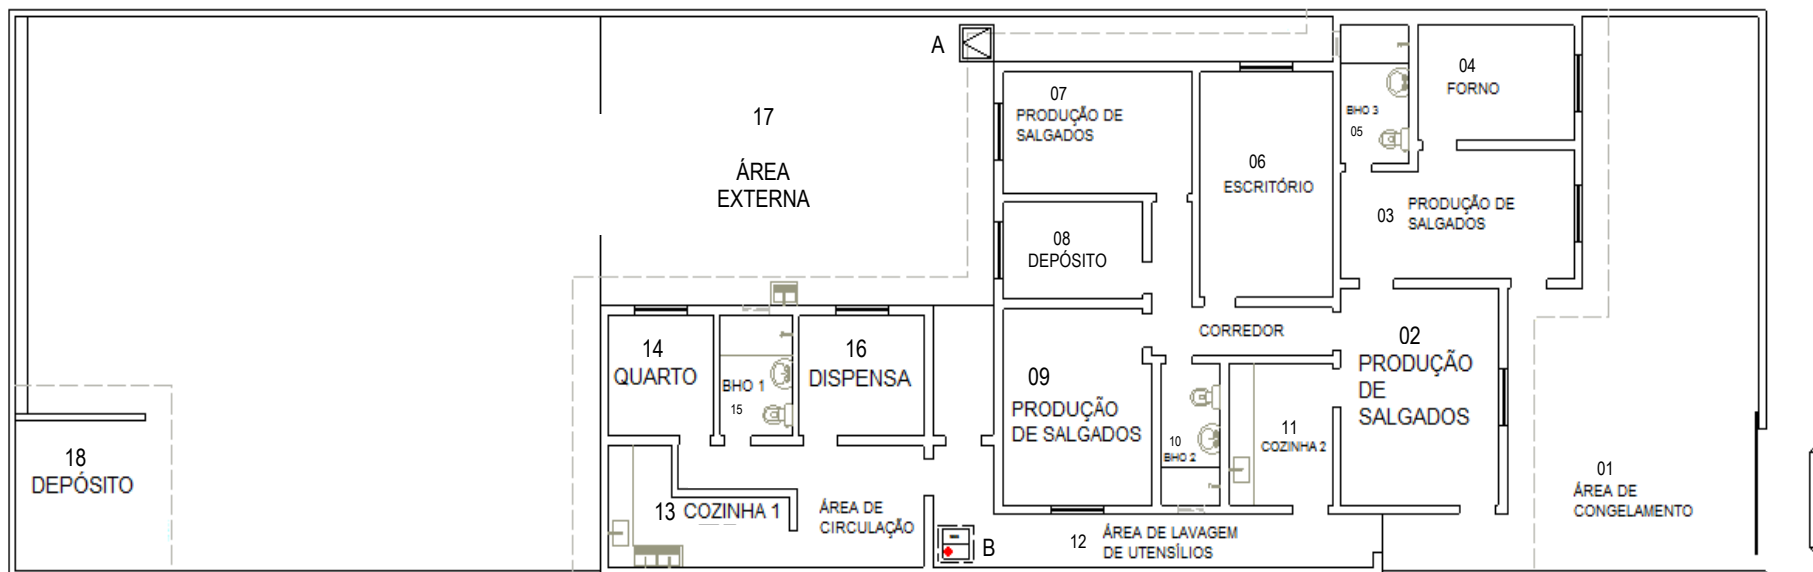 A
17
ÁREA
EXTERNA
07
PRODUÇÃO DE
SALGADOS
06
ESCRITÓRIO
BHO 3
05
04
FORNO
03
PRODUÇÃO DE
SALGADOS
08
DEPÓSITO
CORREDOR
14
QUARTO
BHO 1
15
16
DISPENSA
09
PRODUÇÃO
DE SALGADOS
10
BHO 2
11
COZINHA 2
02
PRODUÇÃO
DE
SALGADOS
18
DEPÓSITO
13 COZINHA 1
ÁREA DE
CIRCULAÇÃO
B
12
ÁREA DE LAVAGEM
DE UTENSÍLIOS
01
ÁREA DE
CONGELAMENTO